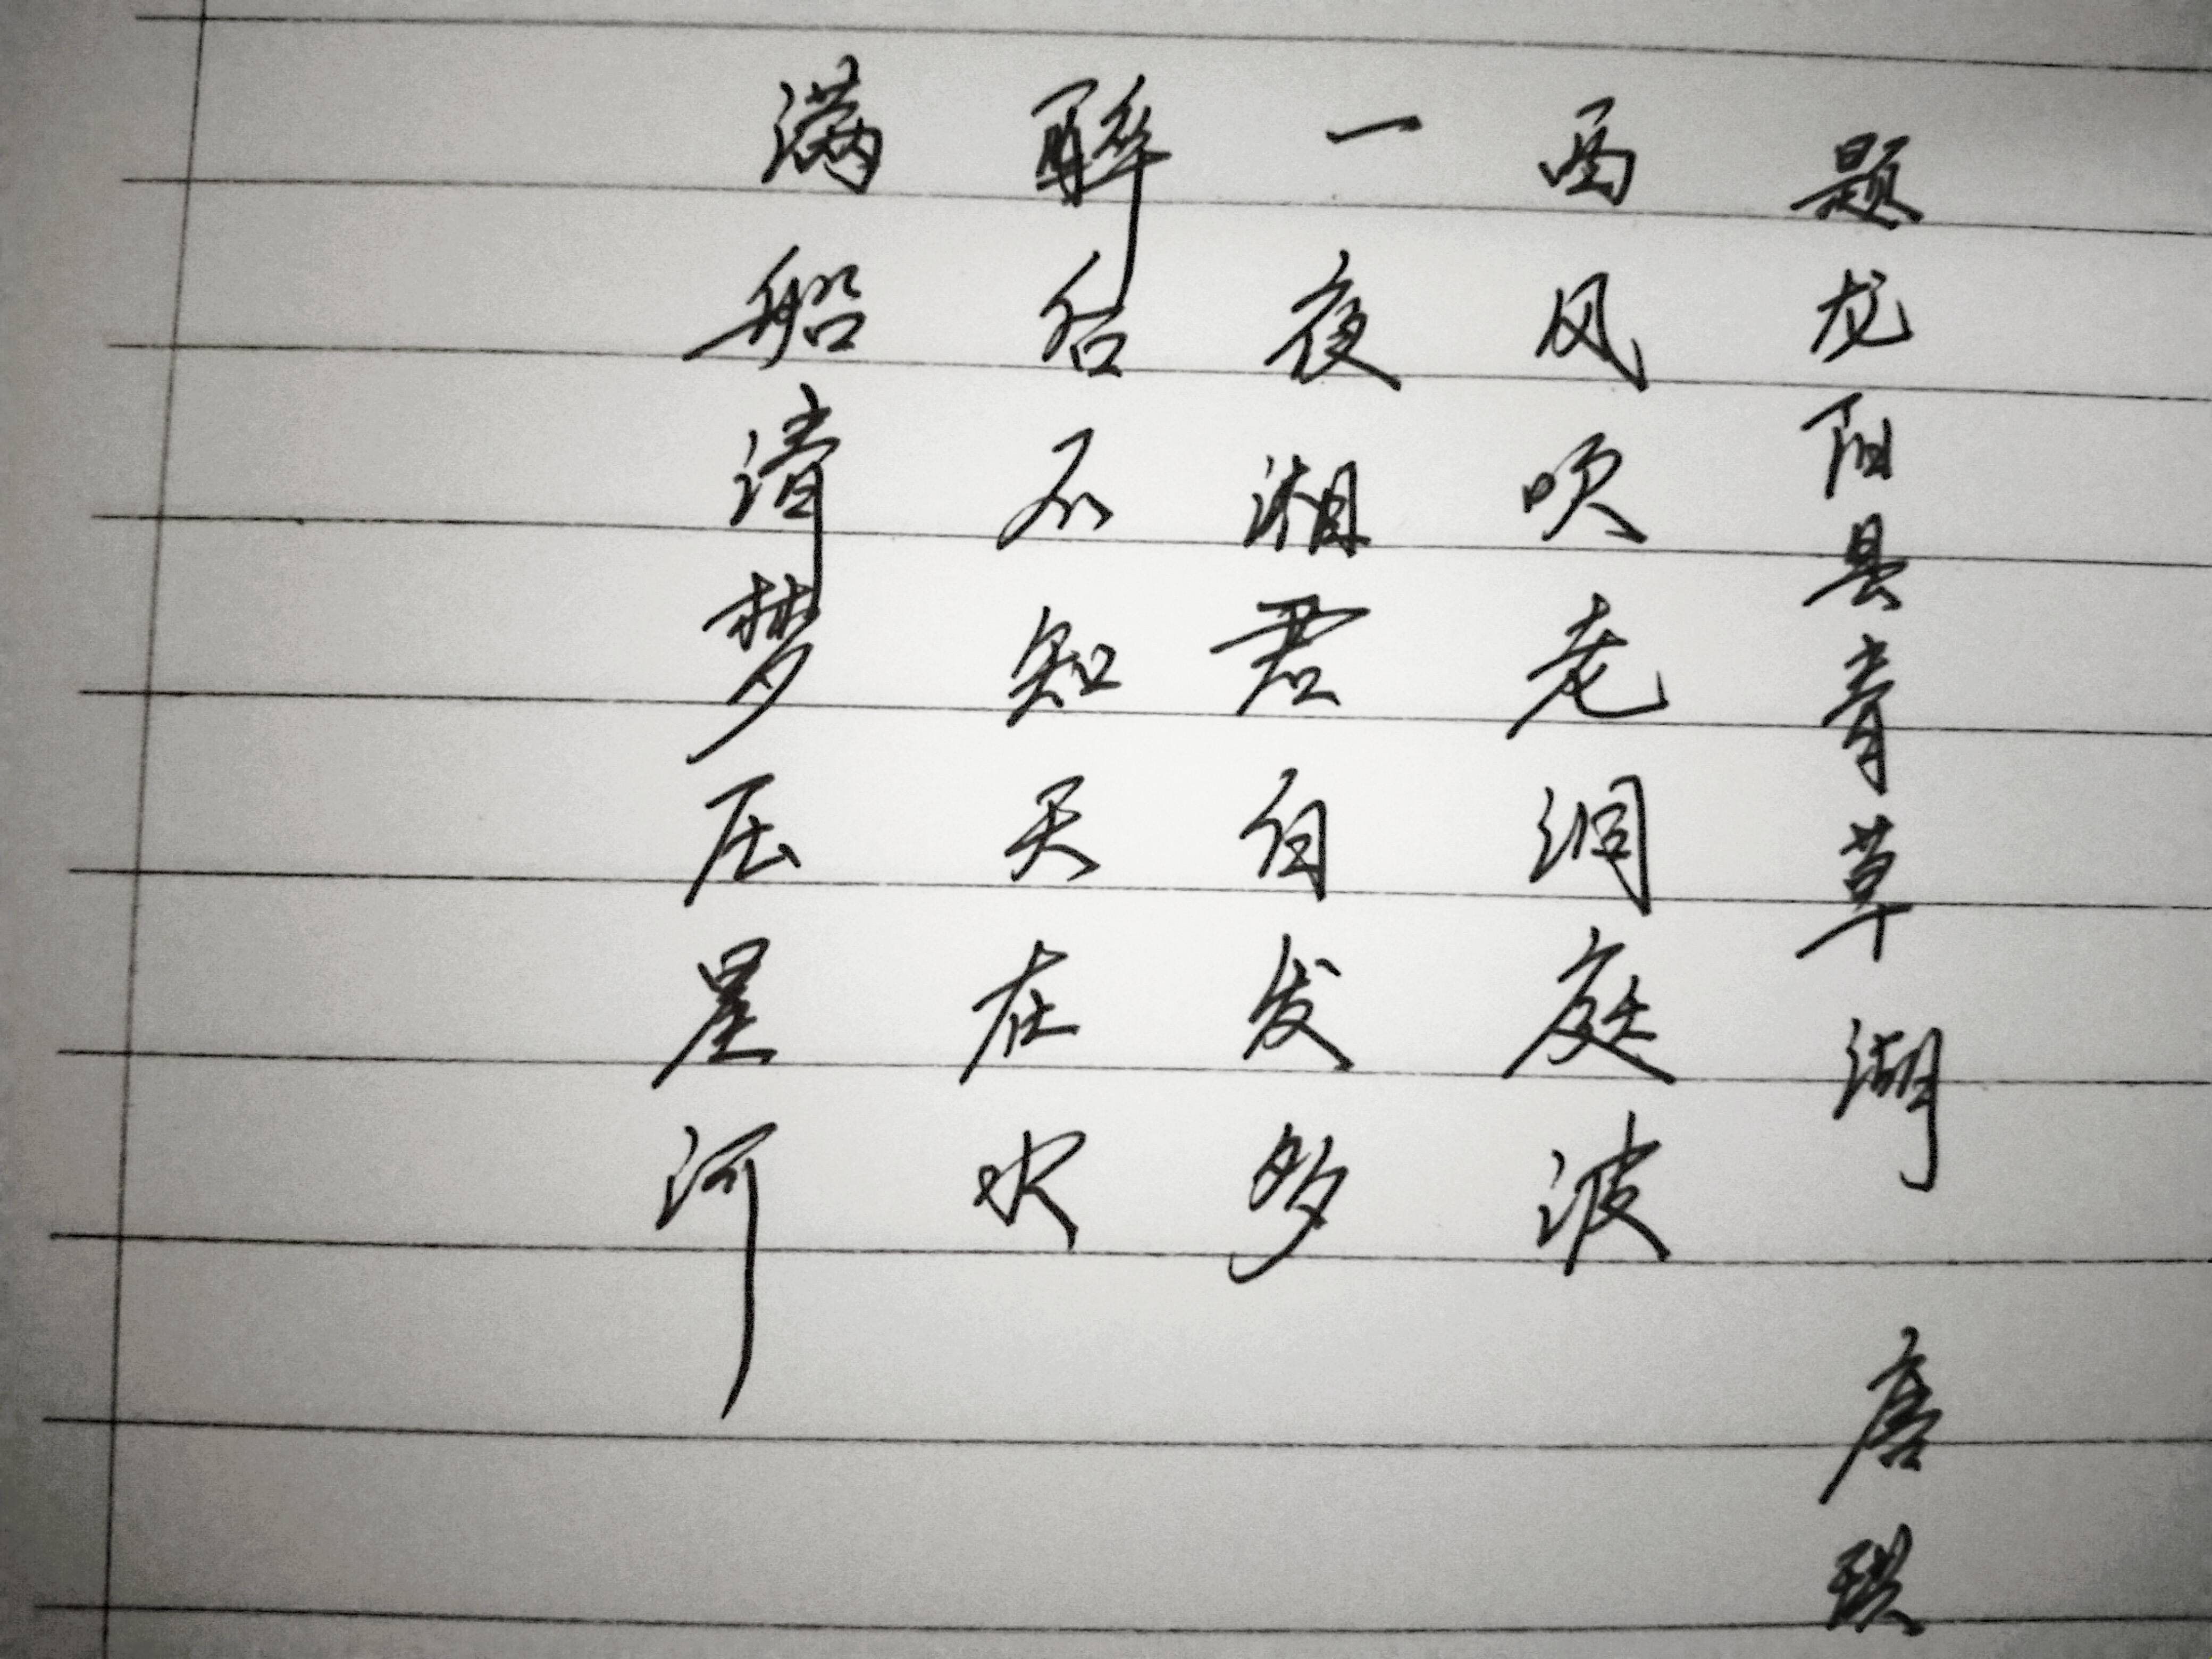 题龙阳县青草湖 唐珙
西风吹老洞庭波
一夜湘君白发多
醉后不知天在水
满船清梦压星河